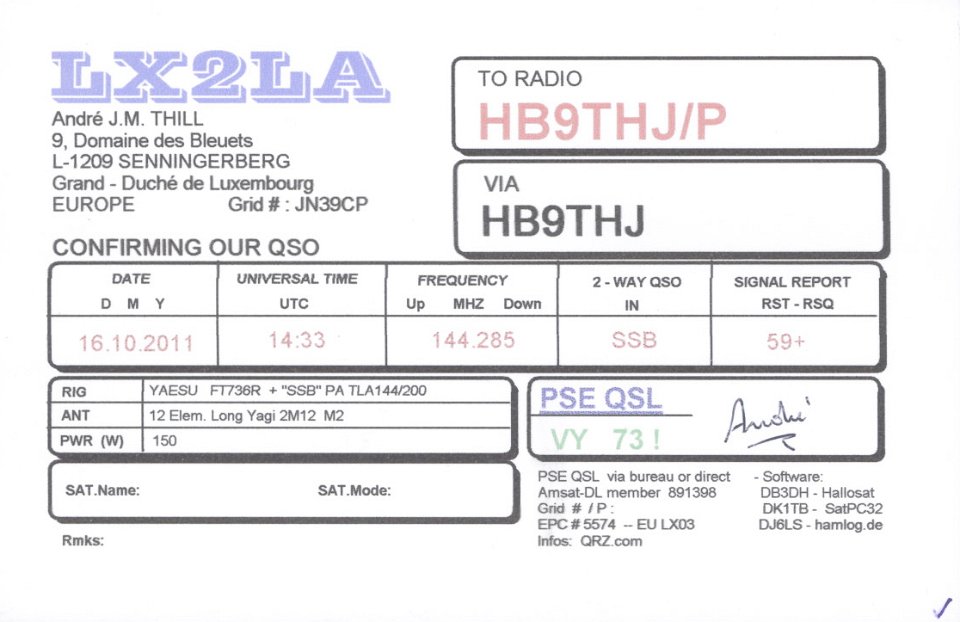 LX2LA
André J.M. THILL
9, Domaine des Bleuets
L-1209 SENNINGERBERG
Grand - Duché de Luxembourg
EUROPE Grid # : JN39CP
CONFIRMING OUR QSO
TO RADIO
HB9THJ/P
VIA
HB9THJ
DATE UNIVERSAL TIME FREQUENCY 2 - WAY QSO SIGNAL REPORT
D M Y UTC Up MHZ Down IN RST - RSQ
16.10.2011 14:33 144.285 SSB 59+
RIG YAESU FT736R + "SSB" PA TLA144/200
ANT 12 Elem. Long Yagi 2M12 M2
PWR (W) 150
PSE QSL
VY 73 !
André
SAT.Name: SAT.Mode:
Rmks:
PSE QSL via bureau or direct
Amsat-DL member 891398
Grid # / P :
EPC # 5574 -- EU LX03
Infos: QRZ.com
- Software:
DB3DH - Hallosat
DK1TB - SatPC32
DJ6LS - hamlog.de